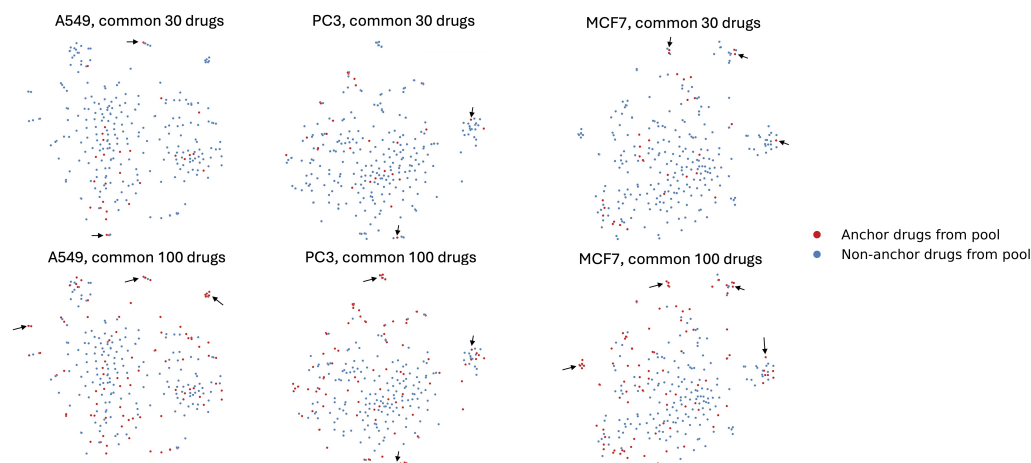 A549, common 30 drugs
PC3, common 30 drugs
MCF7, common 30 drugs
Anchor drugs from pool
Non-anchor drugs from pool
A549, common 100 drugs
PC3, common 100 drugs
MCF7, common 100 drugs